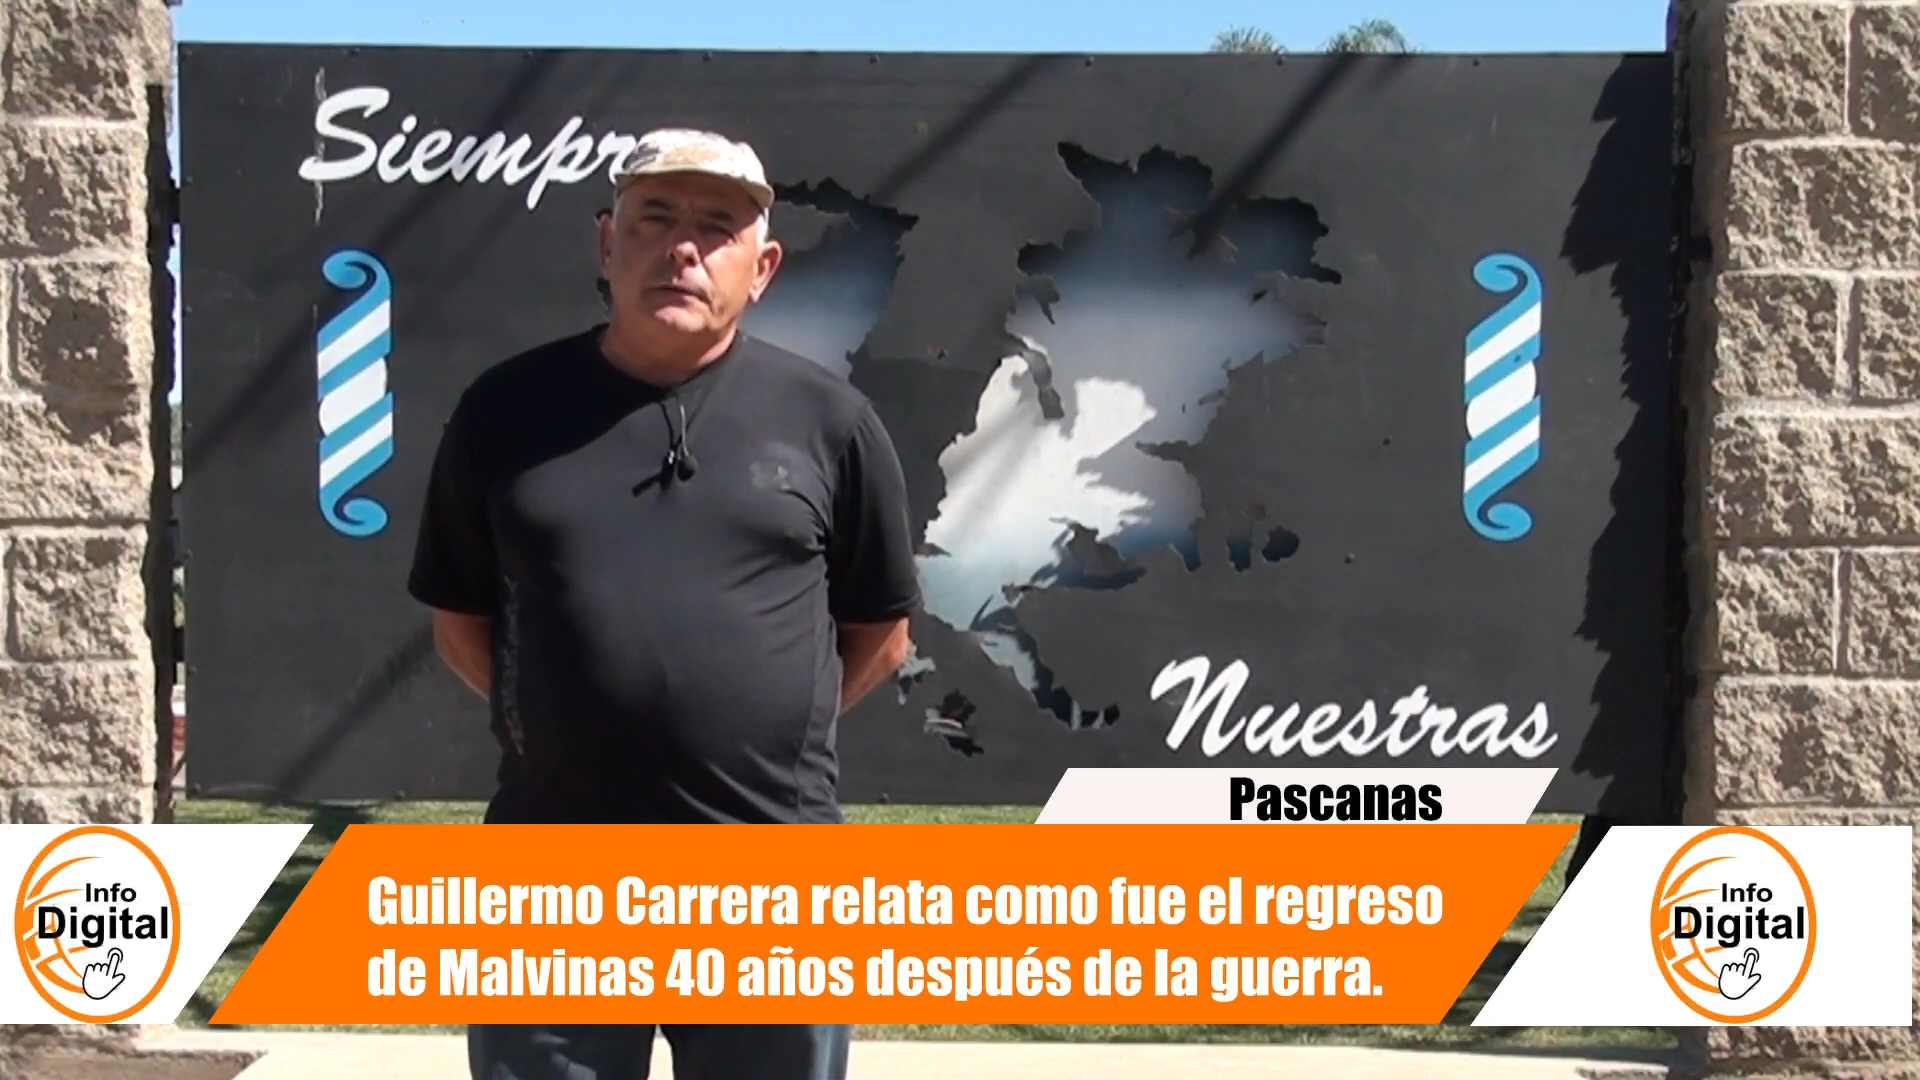 Siempr
Nuestras
Pascanas
Guillermo Carrera relata como fue el regreso
de Malvinas 40 años después de la guerra.
Info
Digital
Info
Digital